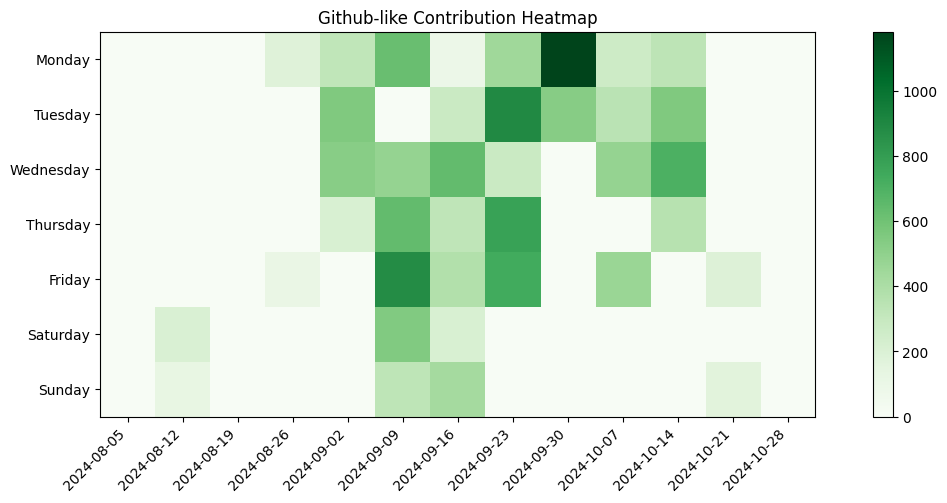 Github-like Contribution Heatmap
Monday
Tuesday
Wednesday
Thursday
Friday
Saturday
Sunday
2024-08-05
2024-08-12
2024-08-19
2024-08-26
2024-09-02
2024-09-09
2024-09-16
2024-09-23
2024-09-30
2024-10-07
2024-10-14
2024-10-21
2024-10-28
1000
800
600
400
200
0